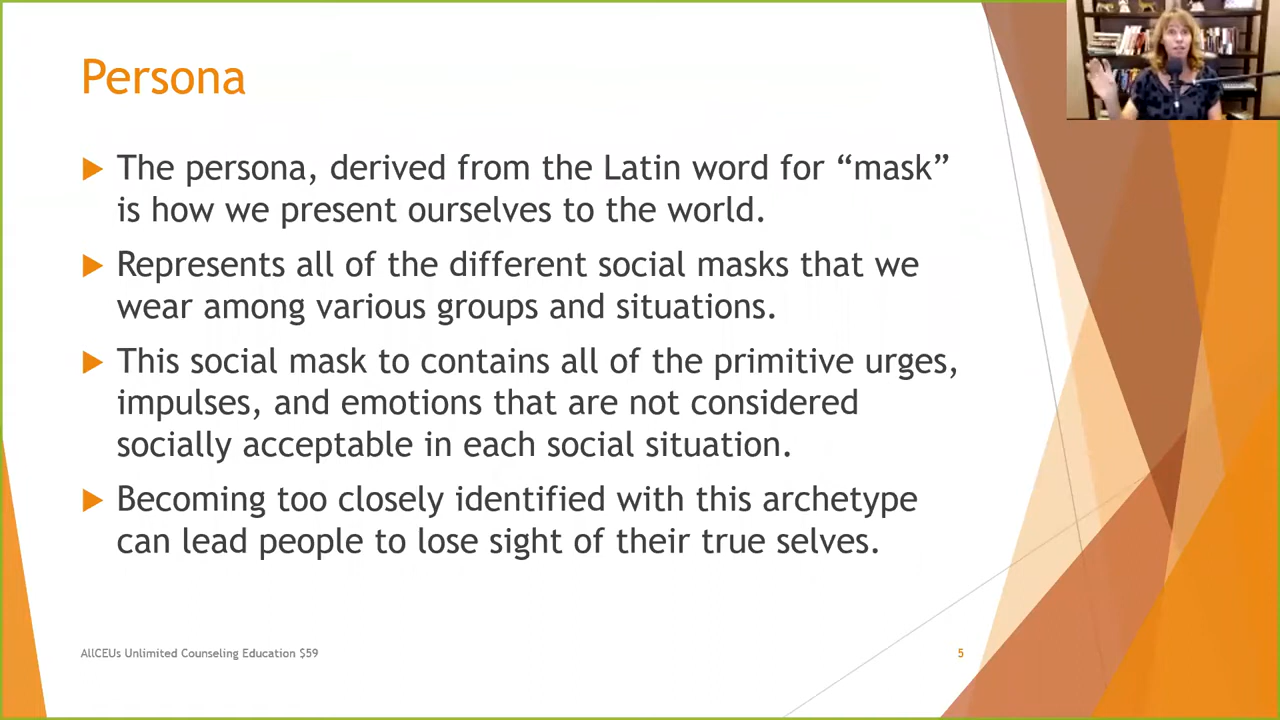 Persona
The persona, derived from the Latin word for “mask”
is how we present ourselves to the world.
Represents all of the different social masks that we
wear among various groups and situations.
This social mask to contains all of the primitive urges,
impulses, and emotions that are not considered
socially acceptable in each social situation.
Becoming too closely identified with this archetype
can lead people to lose sight of their true selves.
AllCEUs Unlimited Counseling Education $59
5